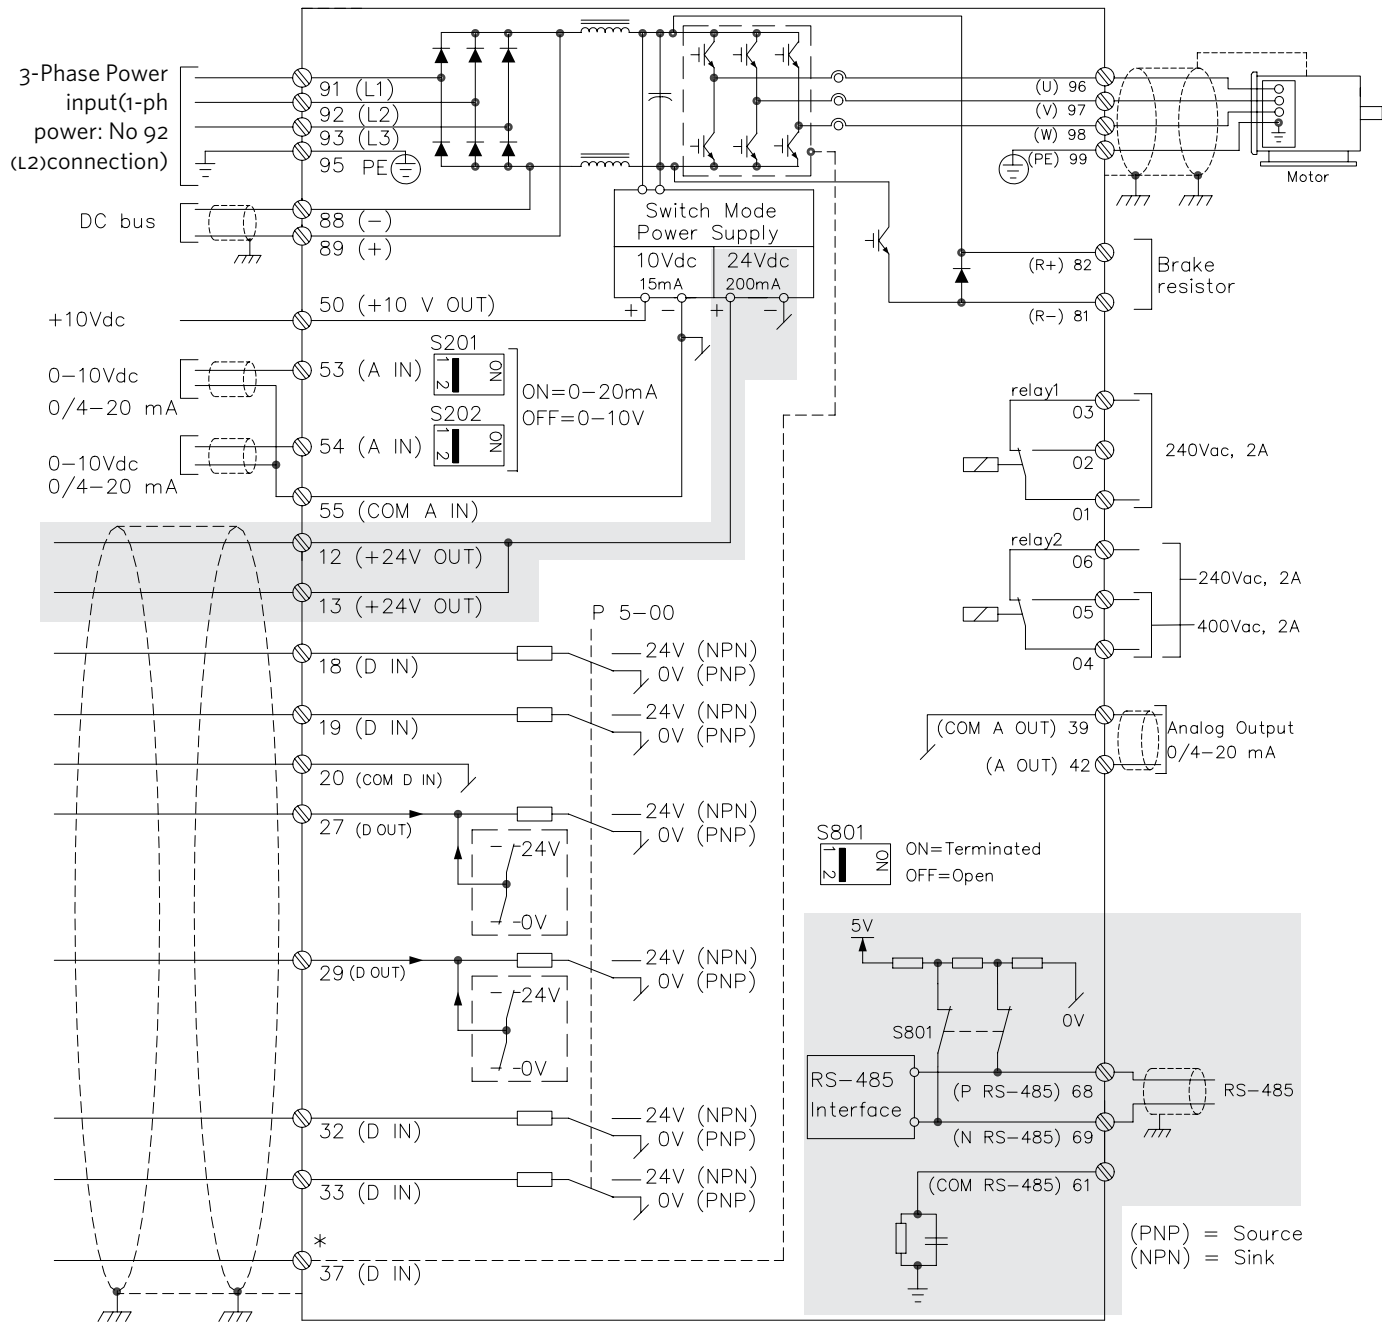 3-Phase Power
input(1-ph
power: No 92
(L2)connection)
91 (L1)
92 (L2)
93 (L3)
95 PE
DC bus
88 (-)
89 (+)
Switch Mode
Power Supply
10Vdc
15mA
24Vdc
200mA
+ - + -
(U) 96
(V) 97
(W) 98
(PE) 99
Motor
(R+) 82
(R-) 81
Brake
resistor
+10Vdc
50 (+10 V OUT)
0-10Vdc
0/4-20 mA
53 (A IN)
S201
1 2
ON
S202
1 2
ON
ON=0-20mA
OFF=0-10V
0-10Vdc
0/4-20 mA
54 (A IN)
55 (COM A IN)
12 (+24V OUT)
13 (+24V OUT)
relay1
03
02
01
240Vac, 2A
relay2
06
05
04
240Vac, 2A
400Vac, 2A
P 5-00
18 (D IN)
24V (NPN)
0V (PNP)
19 (D IN)
24V (NPN)
0V (PNP)
20 (COM D IN)
27 (D OUT)
24V (NPN)
0V (PNP)
24V
0V
29 (D OUT)
24V (NPN)
0V (PNP)
24V
0V
32 (D IN)
24V (NPN)
0V (PNP)
33 (D IN)
24V (NPN)
0V (PNP)
*
37 (D IN)
(COM A OUT) 39
(A OUT) 42
Analog Output
0/4-20 mA
S801
1 2
ON
ON=Terminated
OFF=Open
5V
0V
S801
RS-485
Interface
(P RS-485) 68
(N RS-485) 69
(COM RS-485) 61
RS-485
(PNP) = Source
(NPN) = Sink